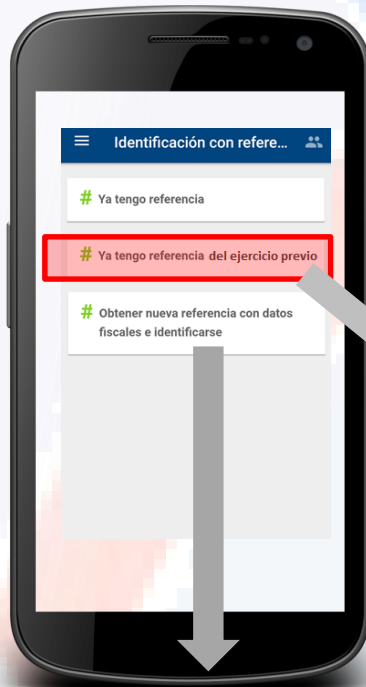 Identificación con refere...
# Ya tengo referencia
# Ya tengo referencia del ejercicio previo
# Obtener nueva referencia con datos
fiscales e identificarse